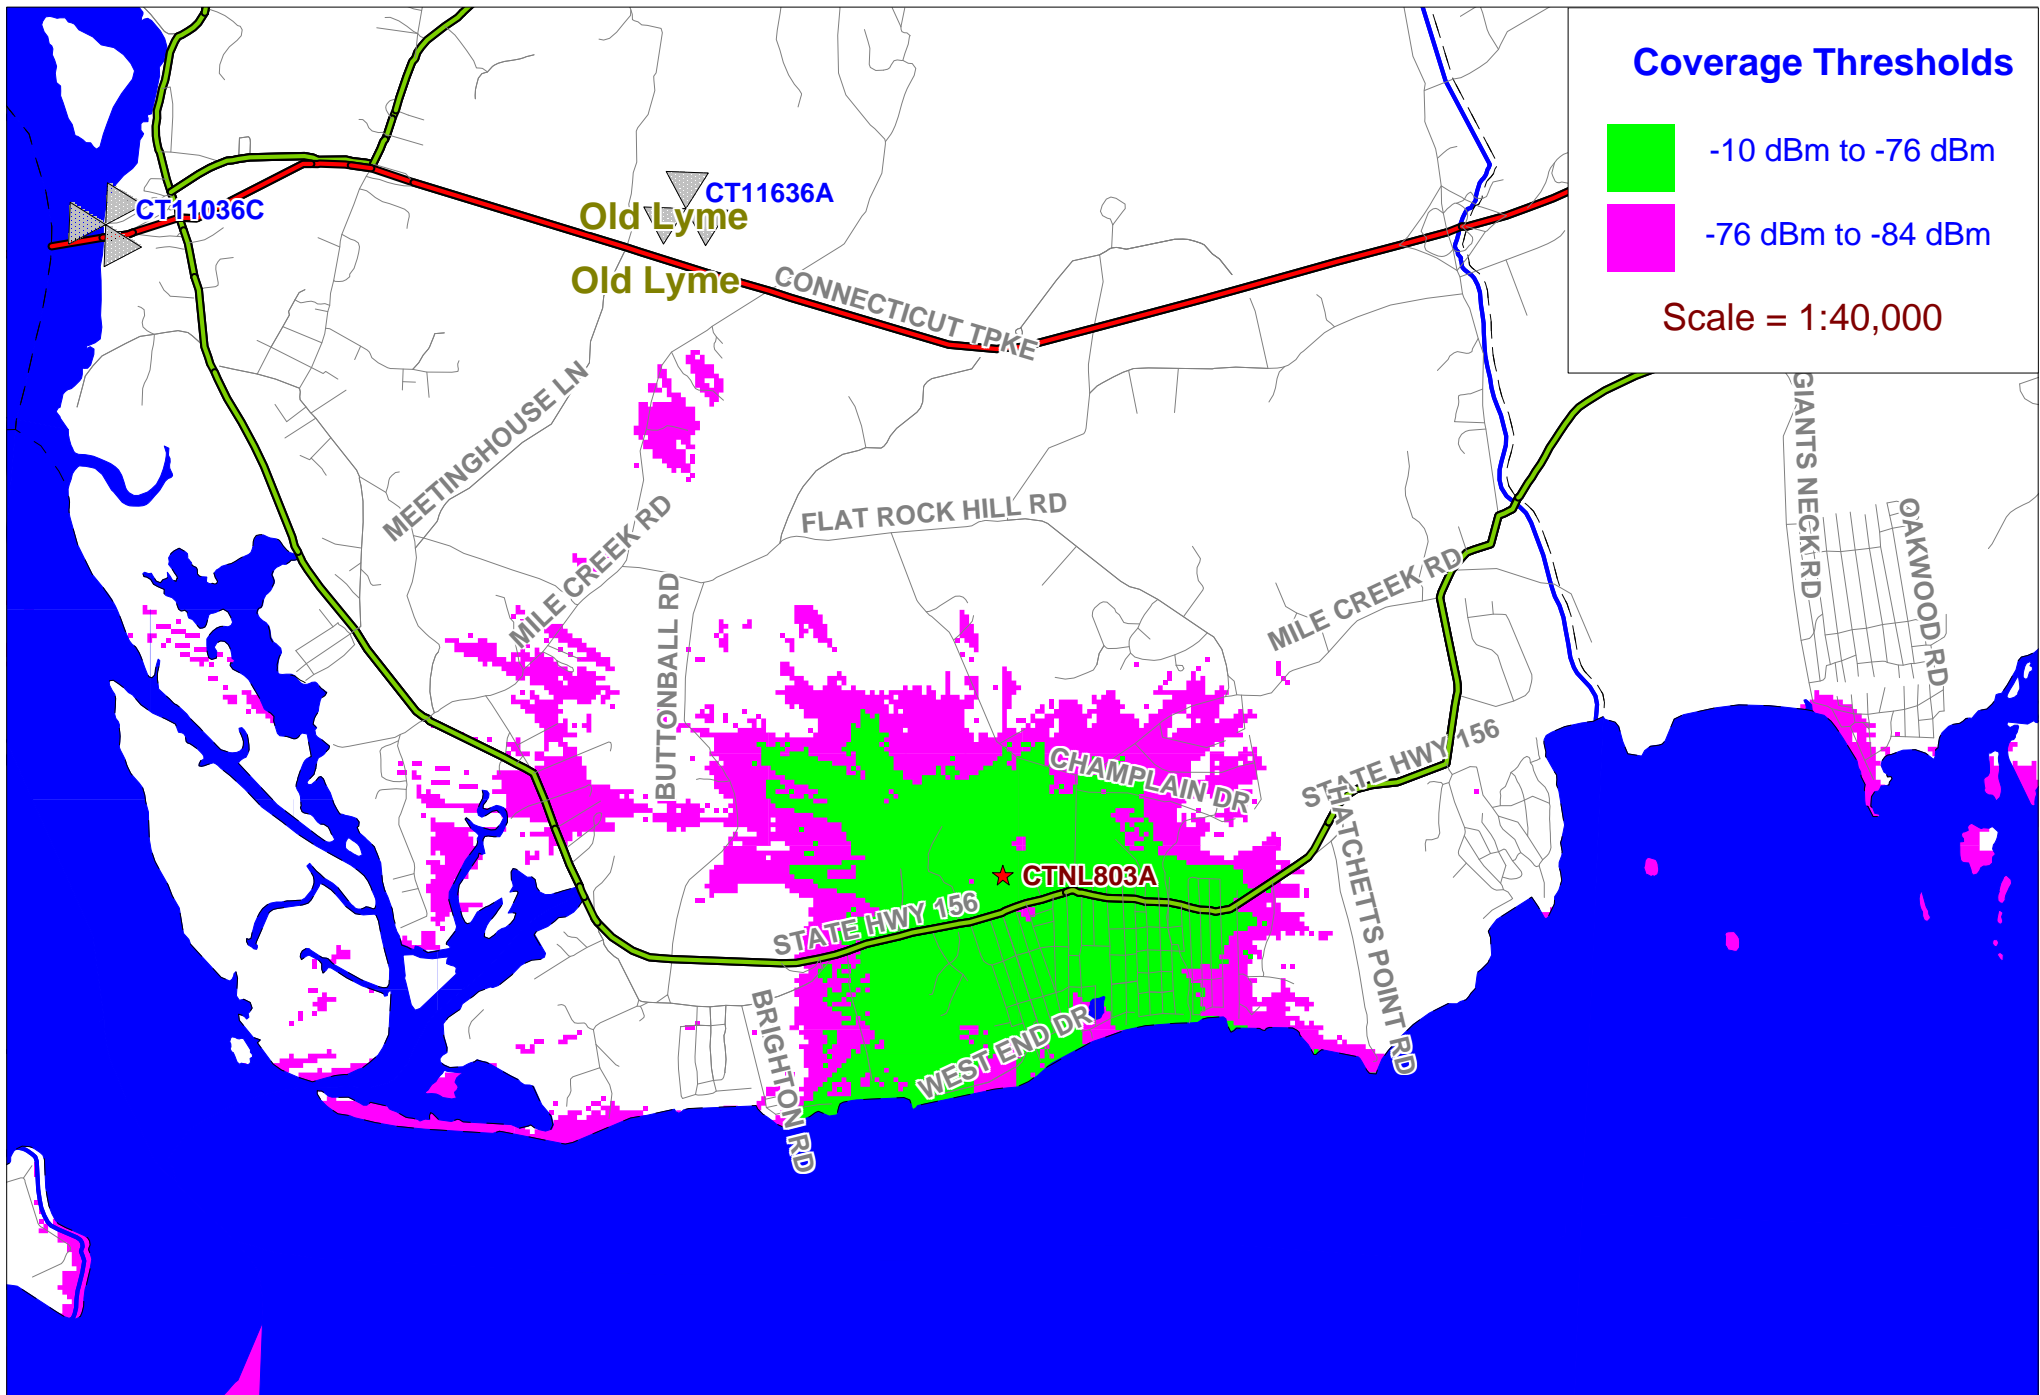 Coverage Thresholds
-10 dBm to -76 dBm
-76 dBm to -84 dBm
Scale = 1:40,000
CT11036C
CT11636A
Old Lyme
Old Lyme
CONNECTICUT TPKE
MEETINGHOUSE LN
MILE CREEK RD
FLAT ROCK HILL RD
BUTTONBALL RD
MILE CREEK RD
GIANTS NECK RD
OAKWOOD RD
CHAMPLAIN DR
STATE HWY 156
HATCHETTS POINT RD
CTNL803A
STATE HWY 156
WEST END DR
BRIGHTON RD